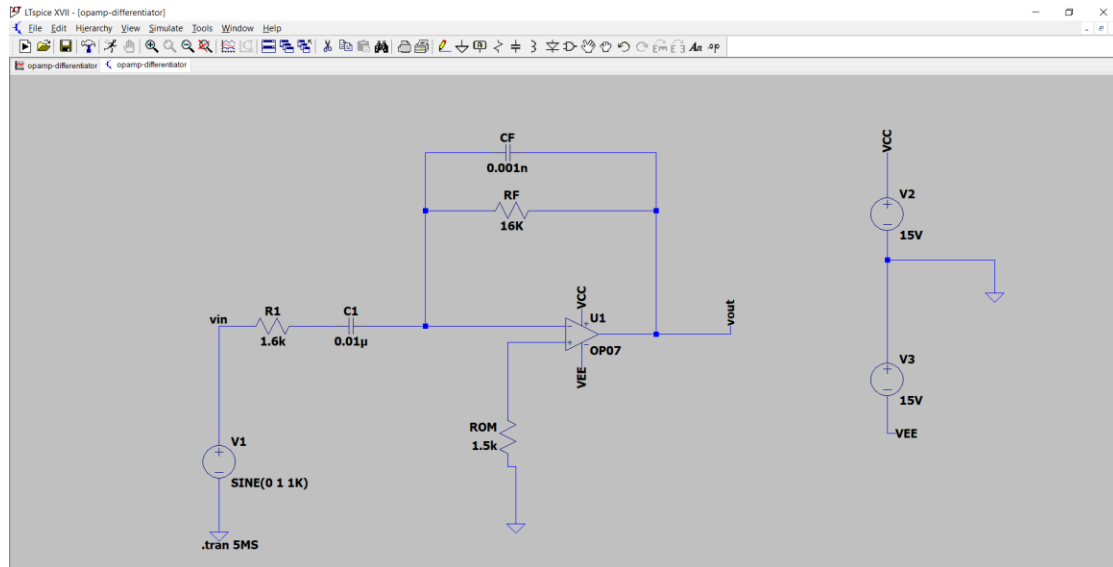 LTspice XVII - [opamp-differentiator]
File Edit Hierarchy View Simulate Tools Window Help
opamp-differentiator opamp-differentiator
CF
0.001n
RF
16K
VCC
V2
15V
vin
R1
1.6k
C1
0.01µ
VCC
U1
OP07
VEE
vout
V3
15V
VEE
ROM
1.5k
V1
SINE(0 1 1K)
.tran 5MS